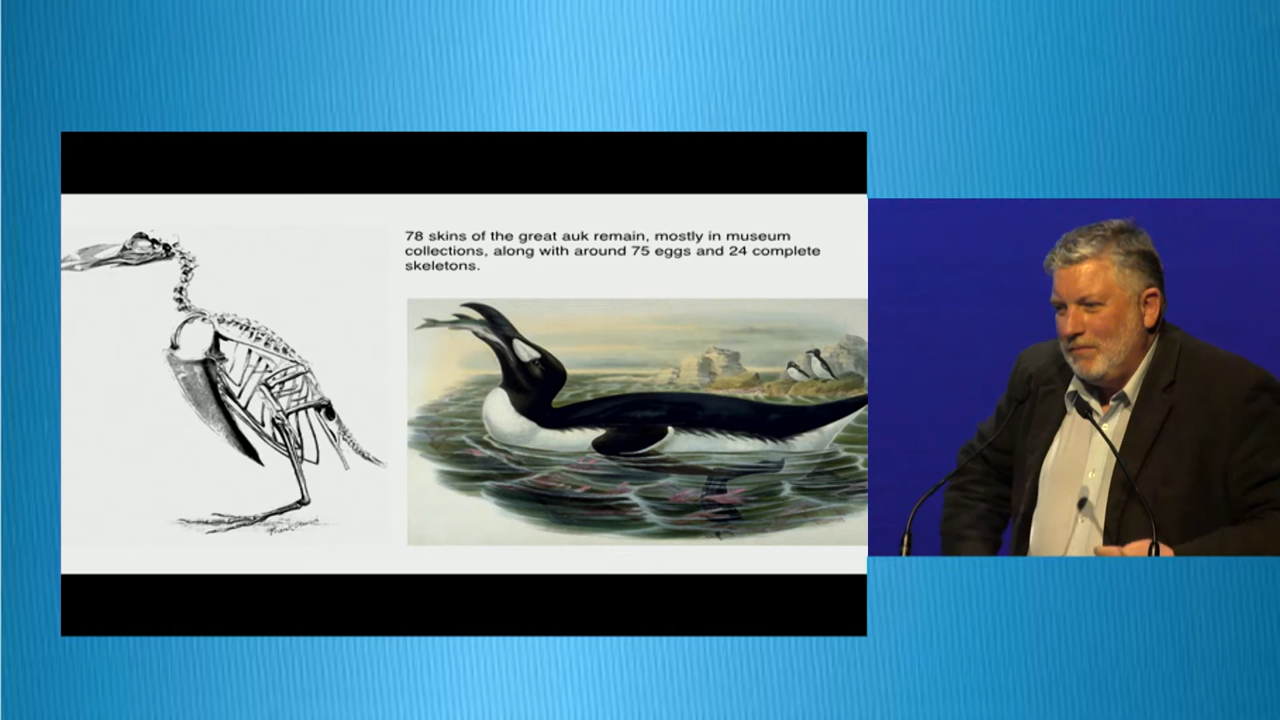 78 skins of the great auk remain, mostly in museum
collections, along with around 75 eggs and 24 complete
skeletons.